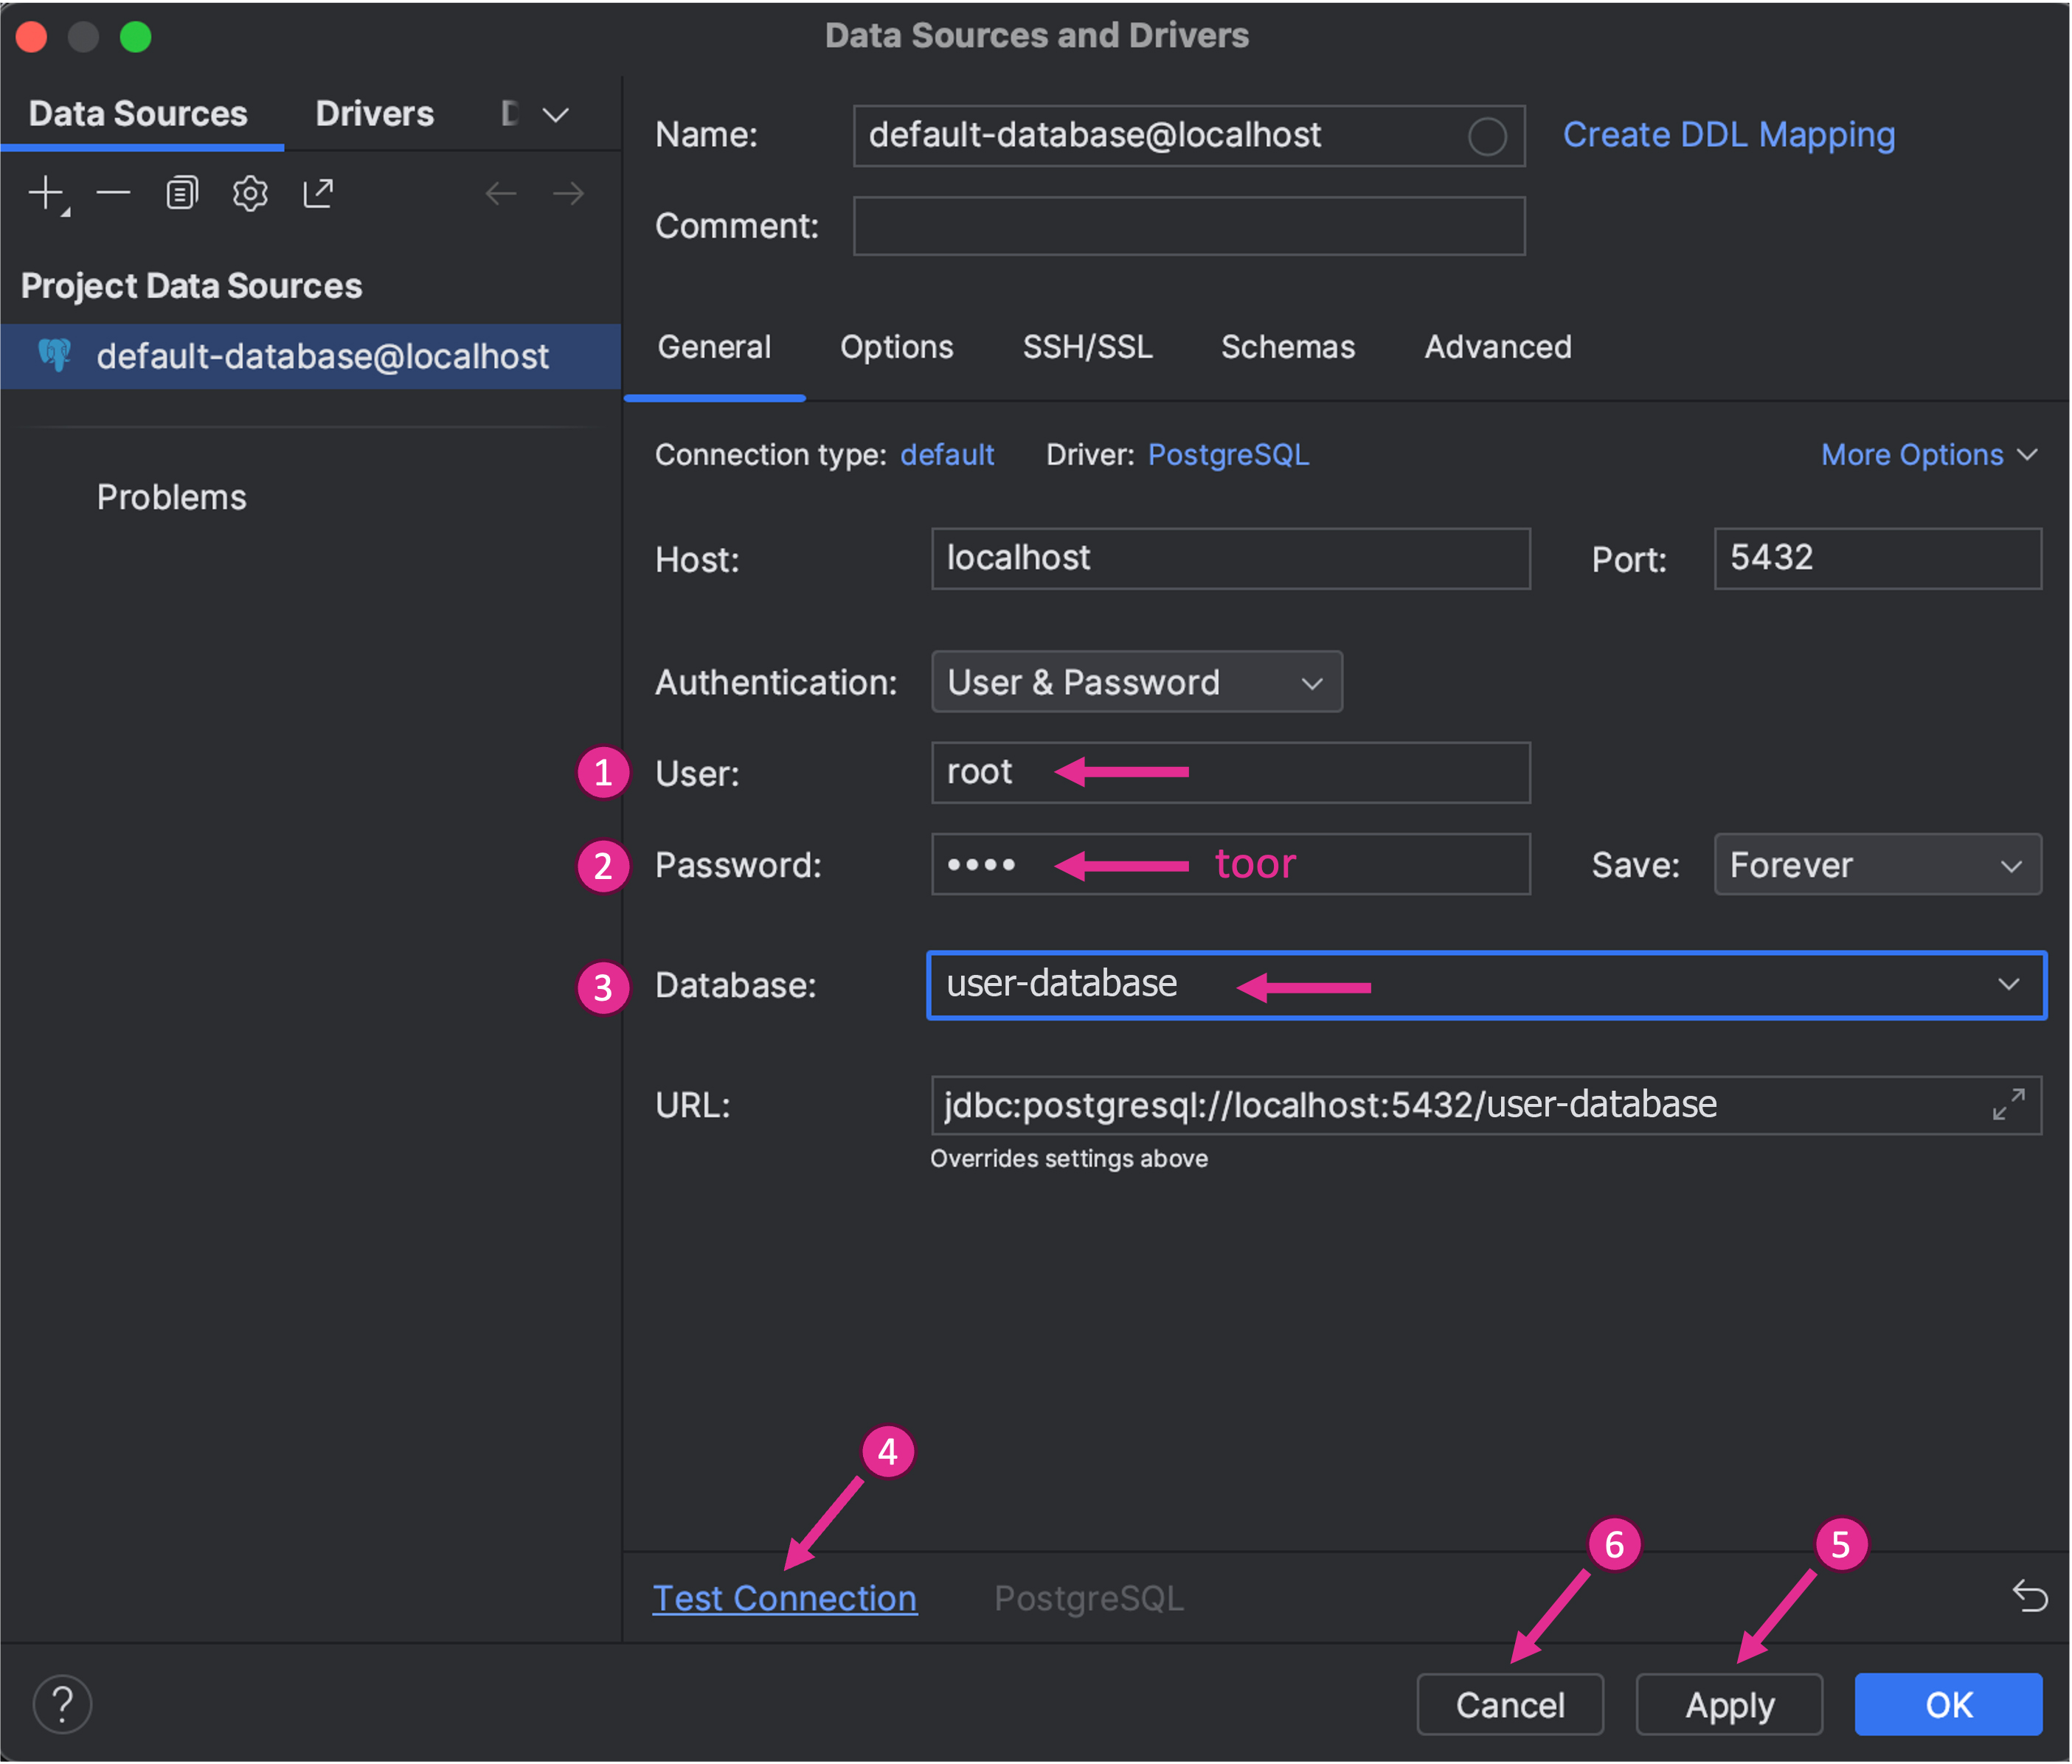 Data Sources and Drivers
Data Sources Drivers D
Project Data Sources
default-database@localhost
Problems
Name: default-database@localhost Create DDL Mapping
Comment:
General Options SSH/SSL Schemas Advanced
Connection type: default Driver: PostgreSQL More Options
Host: localhost Port: 5432
Authentication: User & Password
1 User: root
2 Password: •••• toor Save: Forever
3 Database: user-database
URL: jdbc:postgresql://localhost:5432/user-database
Overrides settings above
4
6 5
Test Connection PostgreSQL
? Cancel Apply OK